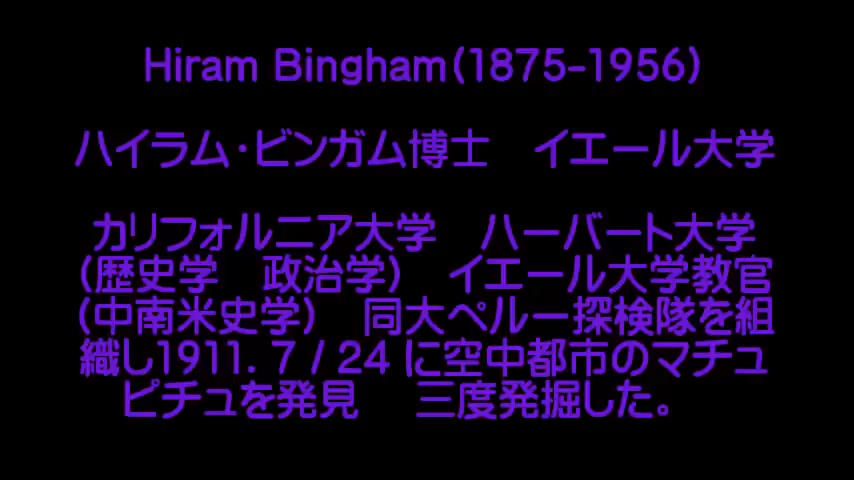 Hiram Bingham(1875-1956)
ハイラム・ビンガム博士　イエール大学
カリフォルニア大学　ハーバート大学
(歴史学　政治学)　イエール大学教官
(中南米史学)　同大ペルー探検隊を組
織し1911. 7 / 24 に空中都市のマチュ
ピチュを発見　三度発掘した。